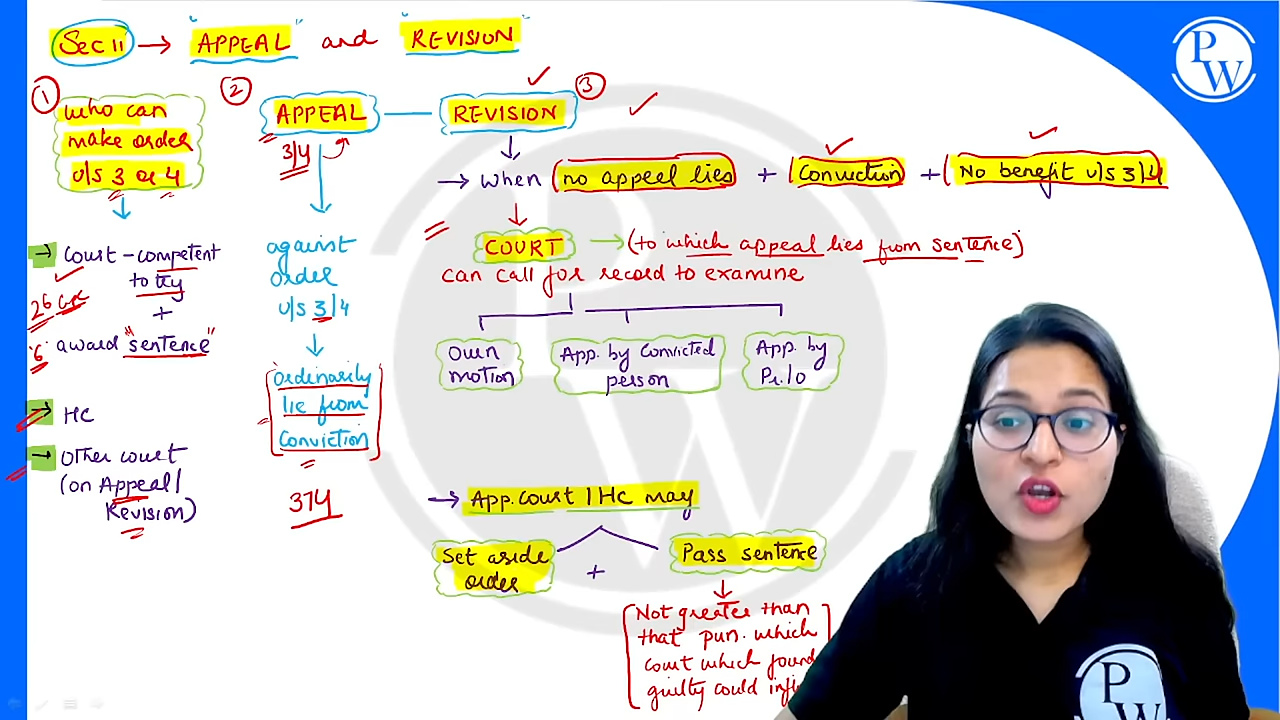 Sec 11 → "APPEAL" and "REVISION"
① who can
make order
u/s 3 or 4
→ Court - competent
to try
+
award "sentence"
→ HC
→ Other court
(on Appeal/
Revision)
26
6
② APPEAL
3/4
against
order
u/s 3/4
ordinarily
lie from
Conviction
374
REVISION ③
→ When no appeal lies + Conviction + No benefit u/s 3/4
COURT → (to which appeal lies from sentence)
can call for record to examine
Own
motion
App. by Convicted
person
App. by
Pr./o
→ App. court / HC may
Set aside
order
+
Pass sentence
Not greater than
that pun. which
court which found
guilty could
PW
PW
PW